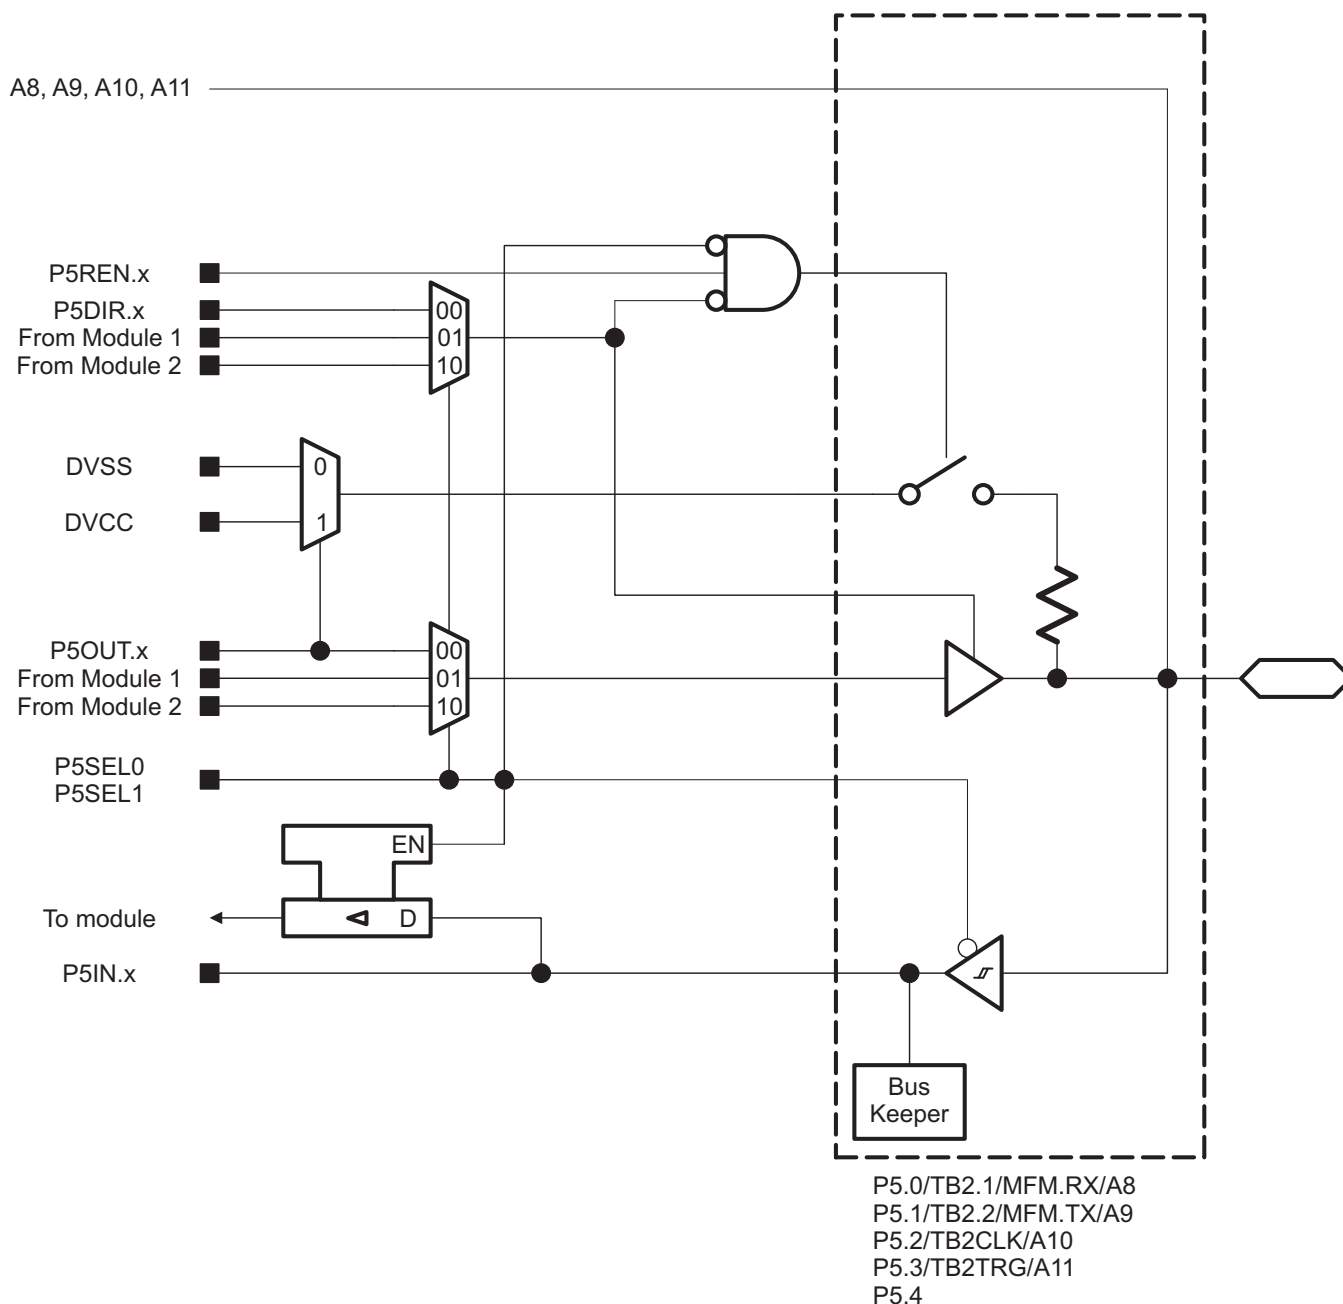 A8, A9, A10, A11
P5REN.x
P5DIR.x
From Module 1
From Module 2
00
01
10
DVSS
DVCC
0
1
P5OUT.x
From Module 1
From Module 2
00
01
10
P5SEL0
P5SEL1
EN
To module
D
P5IN.x
Bus
Keeper
P5.0/TB2.1/MFM.RX/A8
P5.1/TB2.2/MFM.TX/A9
P5.2/TB2CLK/A10
P5.3/TB2TRG/A11
P5.4